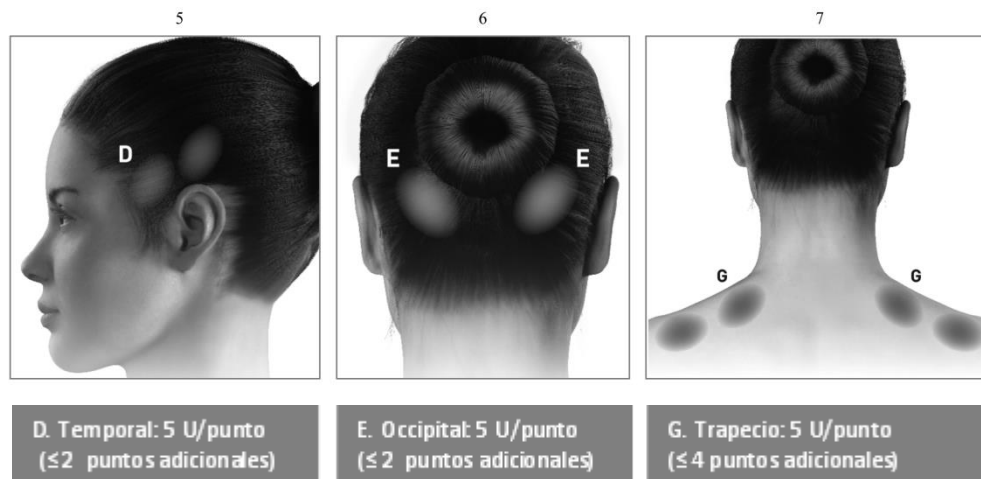 5
6
7
D
E
E
G
G
D. Temporal: 5 U/punto
(≤2 puntos adicionales)
E. Occipital: 5 U/punto
(≤2 puntos adicionales)
G. Trapecio: 5 U/punto
(≤4 puntos adicionales)